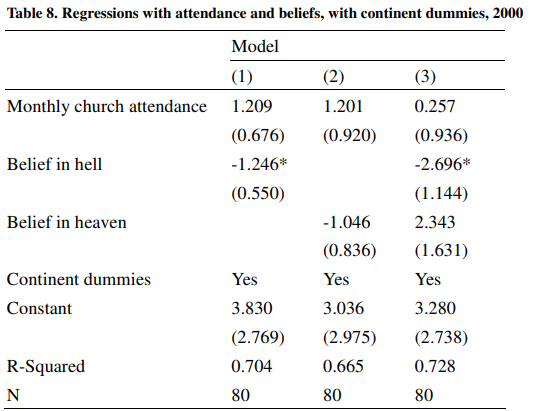 Table 8. Regressions with attendance and beliefs, with continent dummies, 2000
Model
(1) (2) (3)
Monthly church attendance 1.209 1.201 0.257
(0.676) (0.920) (0.936)
Belief in hell -1.246* -2.696*
(0.550) (1.144)
Belief in heaven -1.046 2.343
(0.836) (1.631)
Continent dummies Yes Yes Yes
Constant 3.830 3.036 3.280
(2.769) (2.975) (2.738)
R-Squared 0.704 0.665 0.728
N 80 80 80